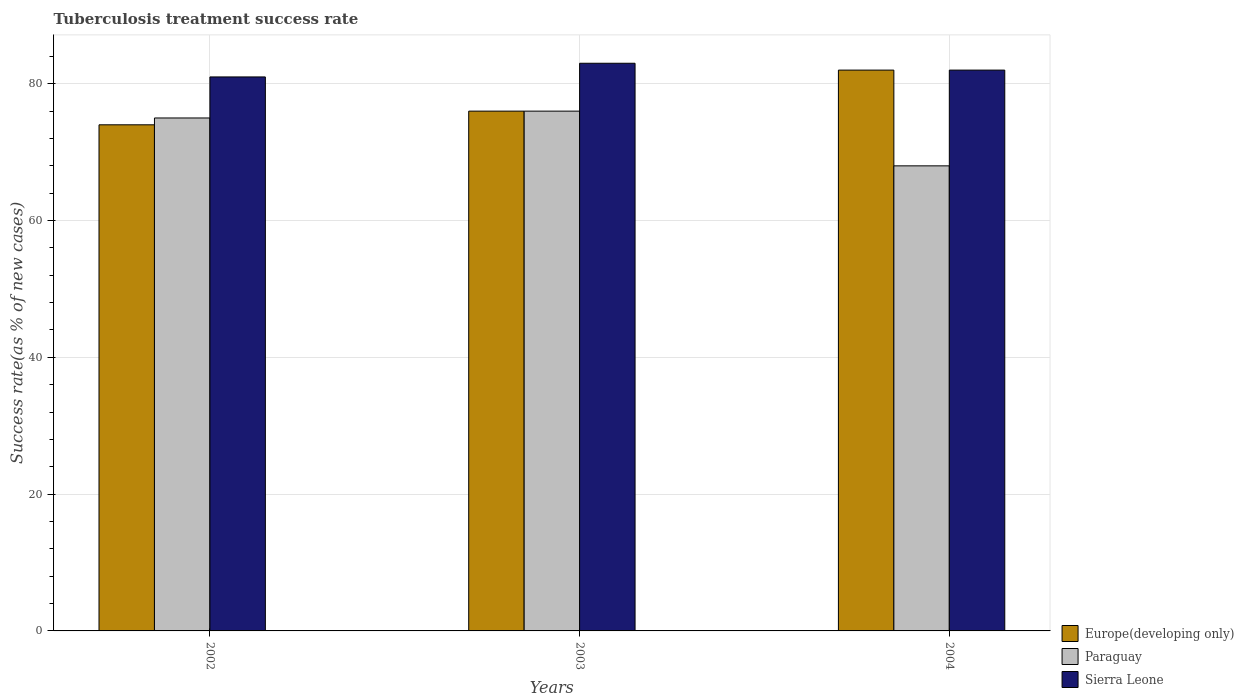 Tuberculosis treatment success rate
Success rate(as % of new cases)
80
60
40
20
0
2002
2003
2004
Years
Europe(developing only)
Paraguay
Sierra Leone